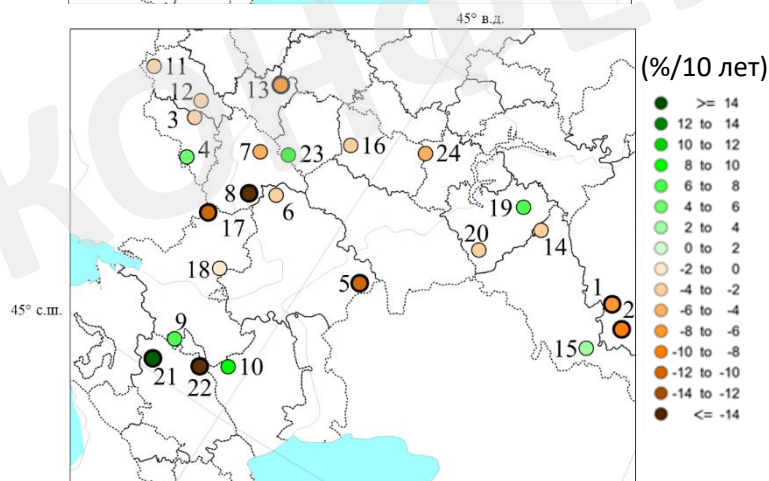 45° в.д.
(%/10 лет)
11
12
13
3
4
7
23
16
24
8
6
17
19
14
20
18
5
1
2
45° с.ш.
9
15
21
22
10
>= 14
12 to 14
10 to 12
8 to 10
6 to 8
4 to 6
2 to 4
0 to 2
-2 to 0
-4 to -2
-6 to -4
-8 to -6
-10 to -8
-12 to -10
-14 to -12
<= -14
КОНФЕ